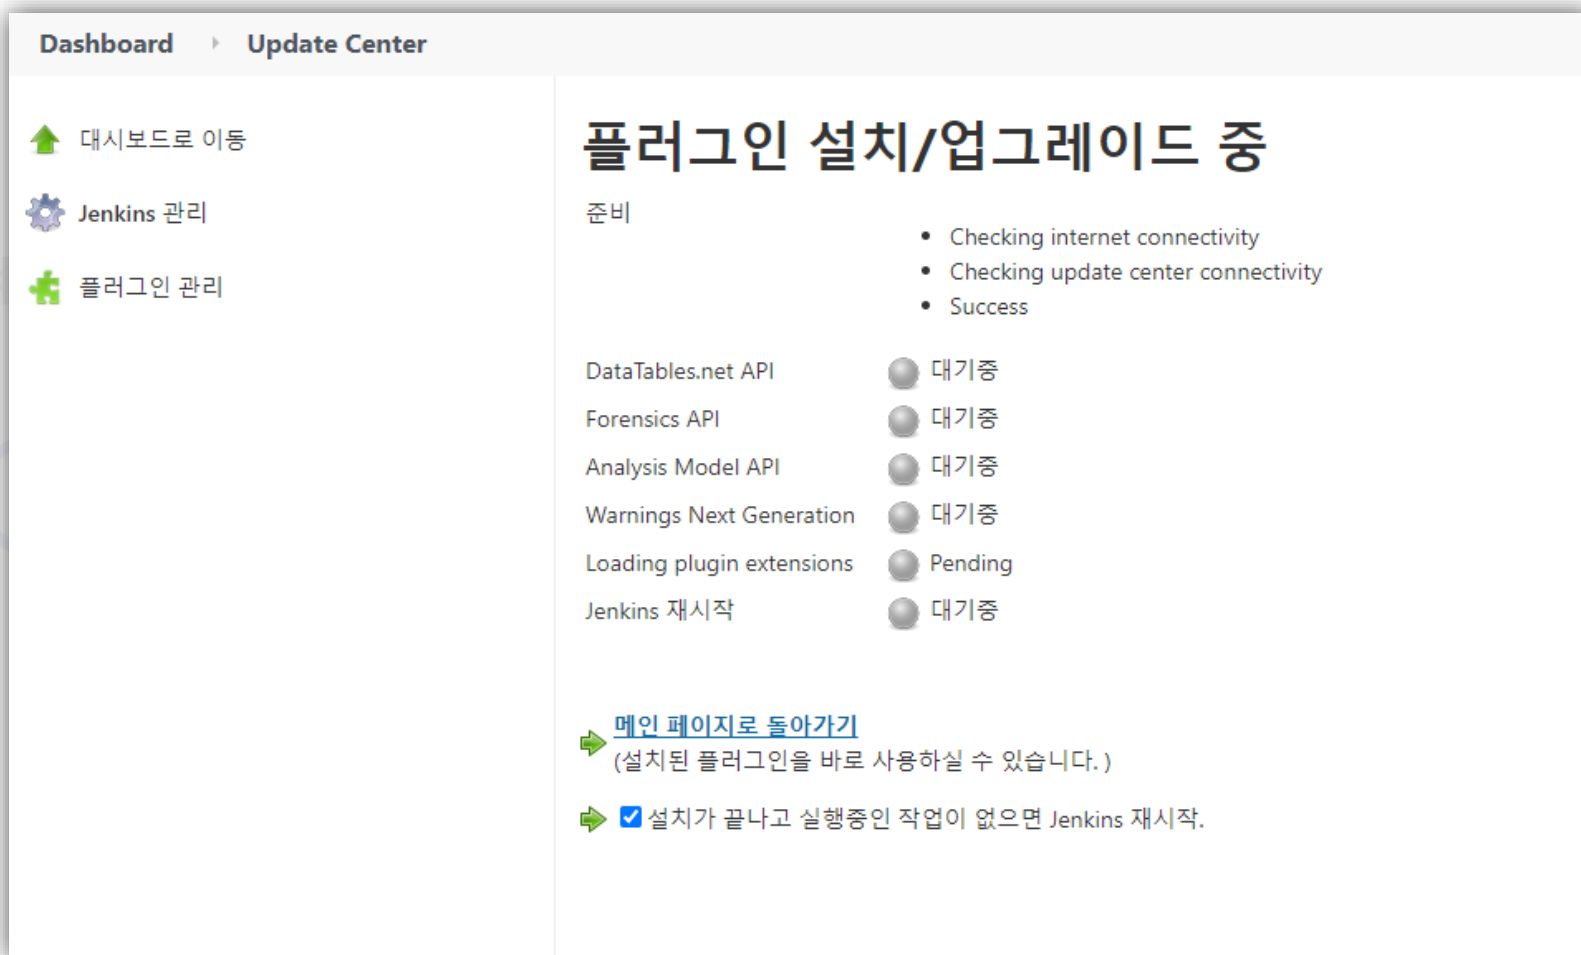 Dashboard Update Center
대시보드로 이동
Jenkins 관리
플러그인 관리
플러그인 설치/업그레이드 중
준비
Checking internet connectivity
Checking update center connectivity
Success
DataTables.net API 대기중
Forensics API 대기중
Analysis Model API 대기중
Warnings Next Generation 대기중
Loading plugin extensions Pending
Jenkins 재시작 대기중
메인 페이지로 돌아가기
(설치된 플러그인을 바로 사용하실 수 있습니다. )
설치가 끝나고 실행중인 작업이 없으면 Jenkins 재시작.